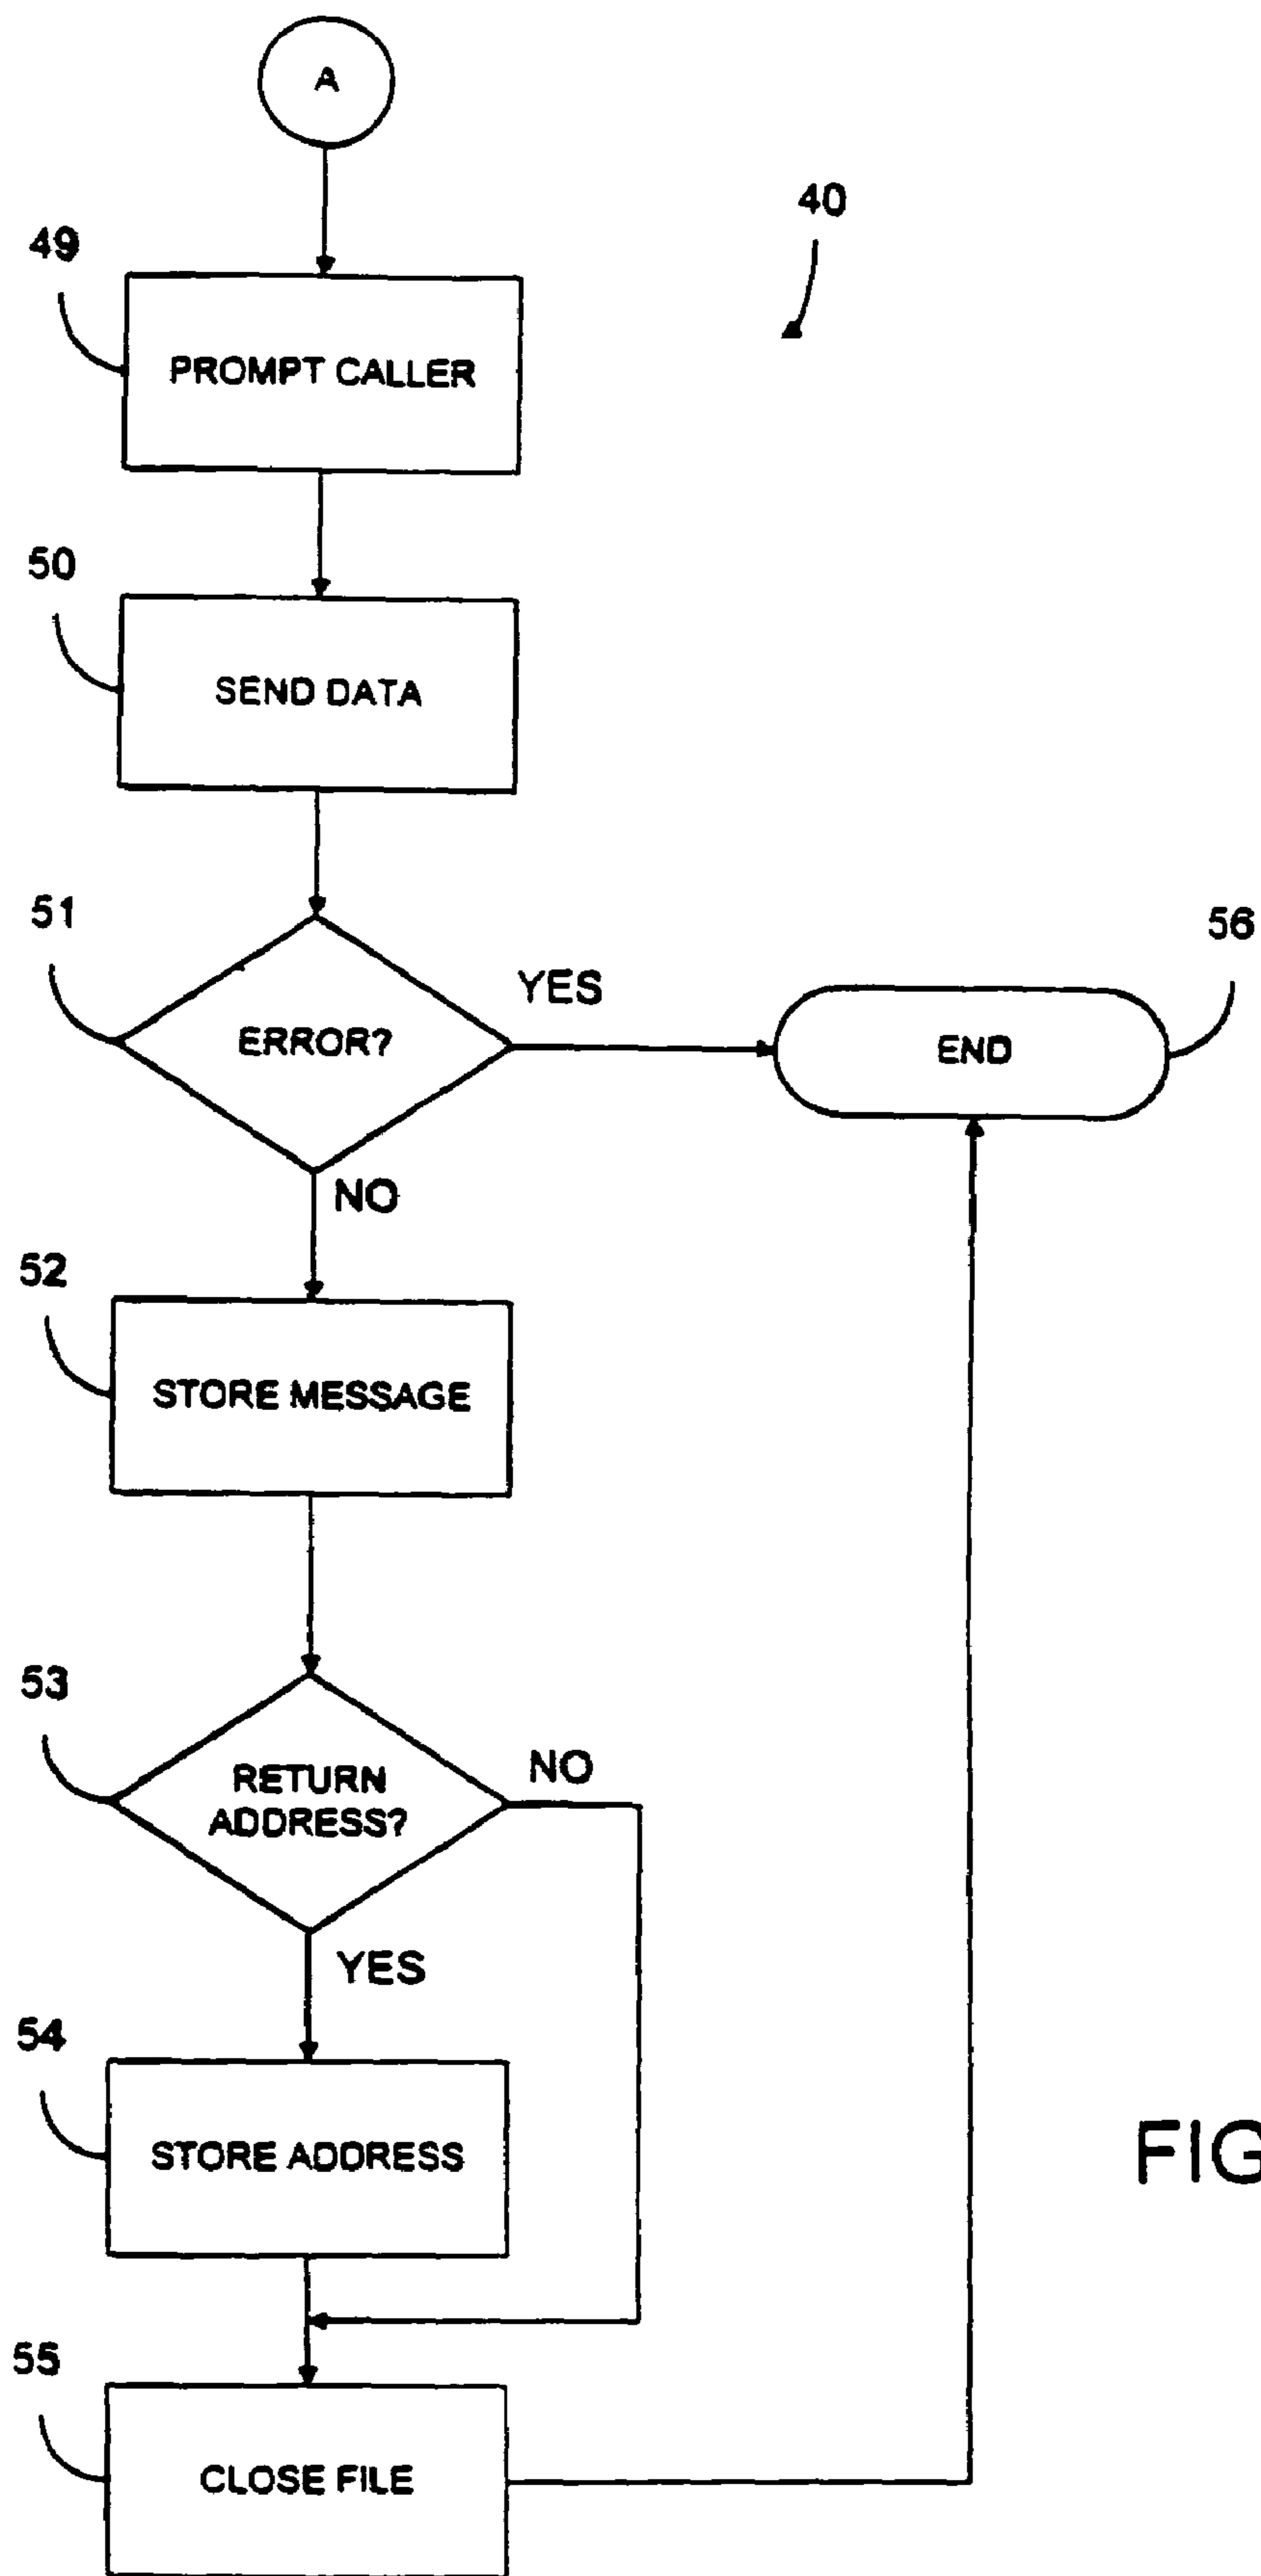 A
40
49
PROMPT CALLER
50
SEND DATA
51
YES
56
ERROR?
END
NO
52
STORE MESSAGE
53
NO
RETURN
ADDRESS?
YES
54
STORE ADDRESS
FIG
55
CLOSE FILE